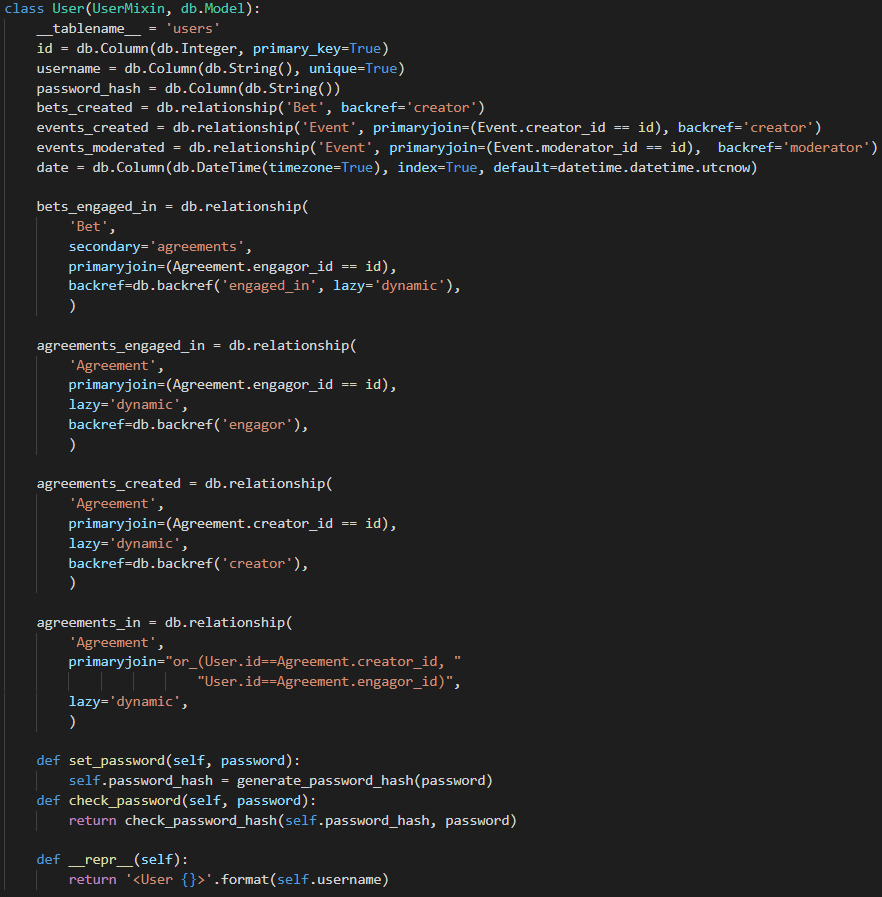 class User(UserMixin, db.Model):
    __tablename__ = 'users'
    id = db.Column(db.Integer, primary_key=True)
    username = db.Column(db.String(), unique=True)
    password_hash = db.Column(db.String())
    bets_created = db.relationship('Bet', backref='creator')
    events_created = db.relationship('Event', primaryjoin=(Event.creator_id == id), backref='creator')
    events_moderated = db.relationship('Event', primaryjoin=(Event.moderator_id == id),  backref='moderator')
    date = db.Column(db.DateTime(timezone=True), index=True, default=datetime.datetime.utcnow)

    bets_engaged_in = db.relationship(
        'Bet',
        secondary='agreements',
        primaryjoin=(Agreement.engagor_id == id),
        backref=db.backref('engaged_in', lazy='dynamic'),
        )

    agreements_engaged_in = db.relationship(
        'Agreement',
        primaryjoin=(Agreement.engagor_id == id),
        lazy='dynamic',
        backref=db.backref('engagor'),
        )

    agreements_created = db.relationship(
        'Agreement',
        primaryjoin=(Agreement.creator_id == id),
        lazy='dynamic',
        backref=db.backref('creator'),
        )

    agreements_in = db.relationship(
        'Agreement',
        primaryjoin="or_(User.id==Agreement.creator_id, "
                        "User.id==Agreement.engagor_id)",
        lazy='dynamic',
        )

    def set_password(self, password):
        self.password_hash = generate_password_hash(password)
    def check_password(self, password):
        return check_password_hash(self.password_hash, password)

    def __repr__(self):
        return '<User {}>'.format(self.username)